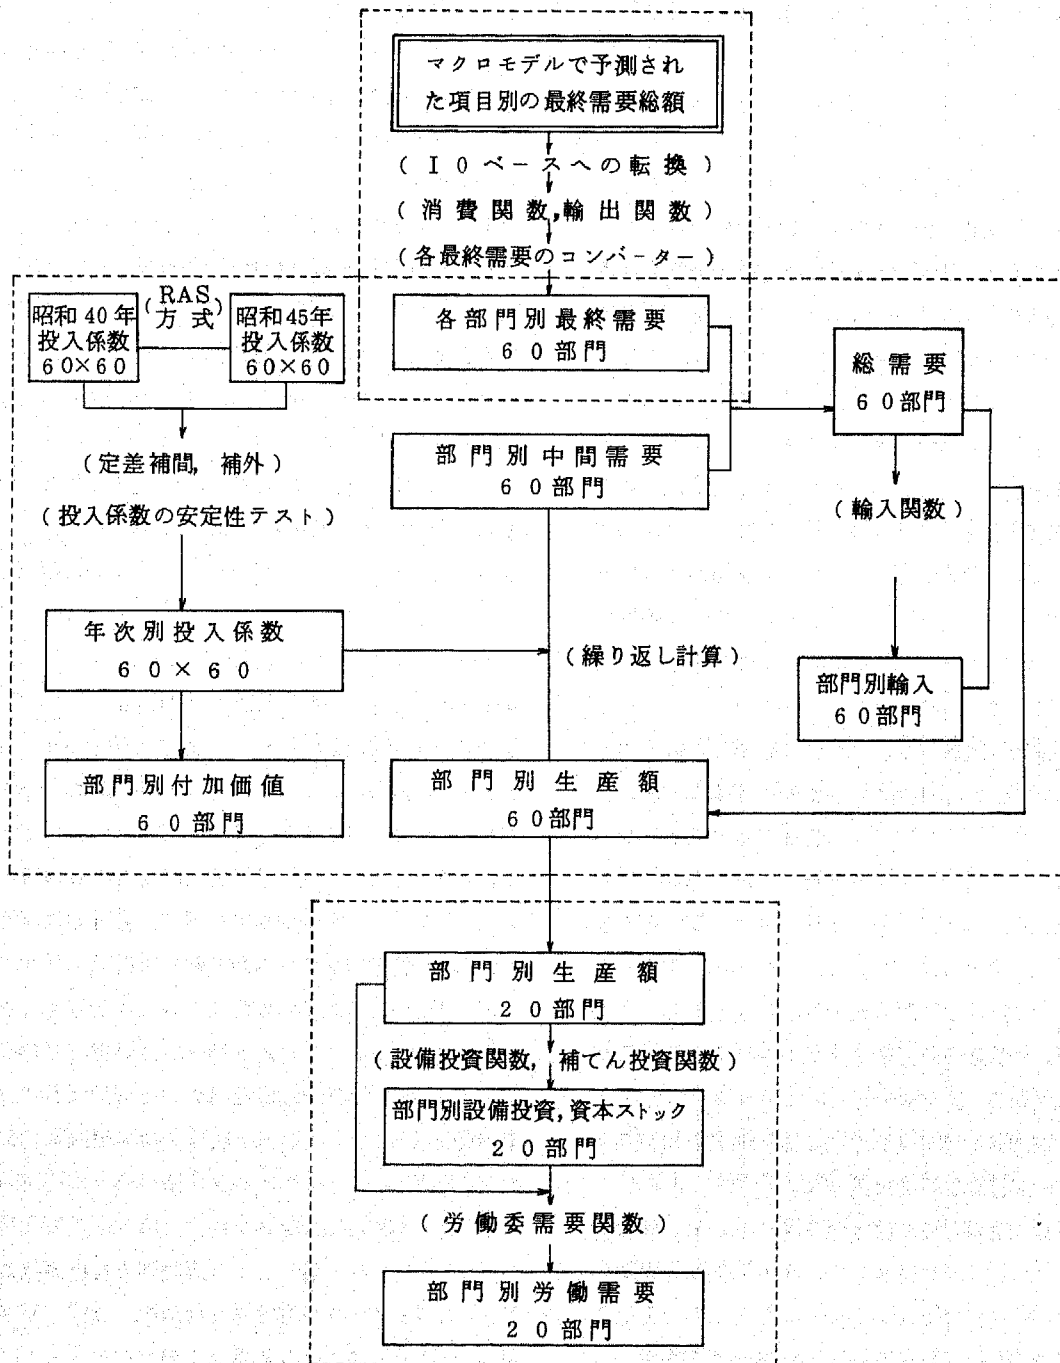 マクロモデルで予測され
た項目別の最終需要総額
(IOベースへの転換)
(消費関数,輸出関数)
(各最終需要のコンバーター)
昭和40年
投入係数
60×60
(RAS
方式)
昭和45年
投入係数
60×60
各部門別最終需要
60部門
総需要
60部門
(定差補間,補外)
(投入係数の安定性テスト)
部門別中間需要
60部門
(輸入関数)
年次別投入係数
60×60
(繰り返し計算)
部門別輸入
60部門
部門別付加価値
60部門
部門別生産額
60部門
部門別生産額
20部門
(設備投資関数,補てん投資関数)
部門別設備投資,資本ストック
20部門
(労働委需要関数)
部門別労働需要
20部門